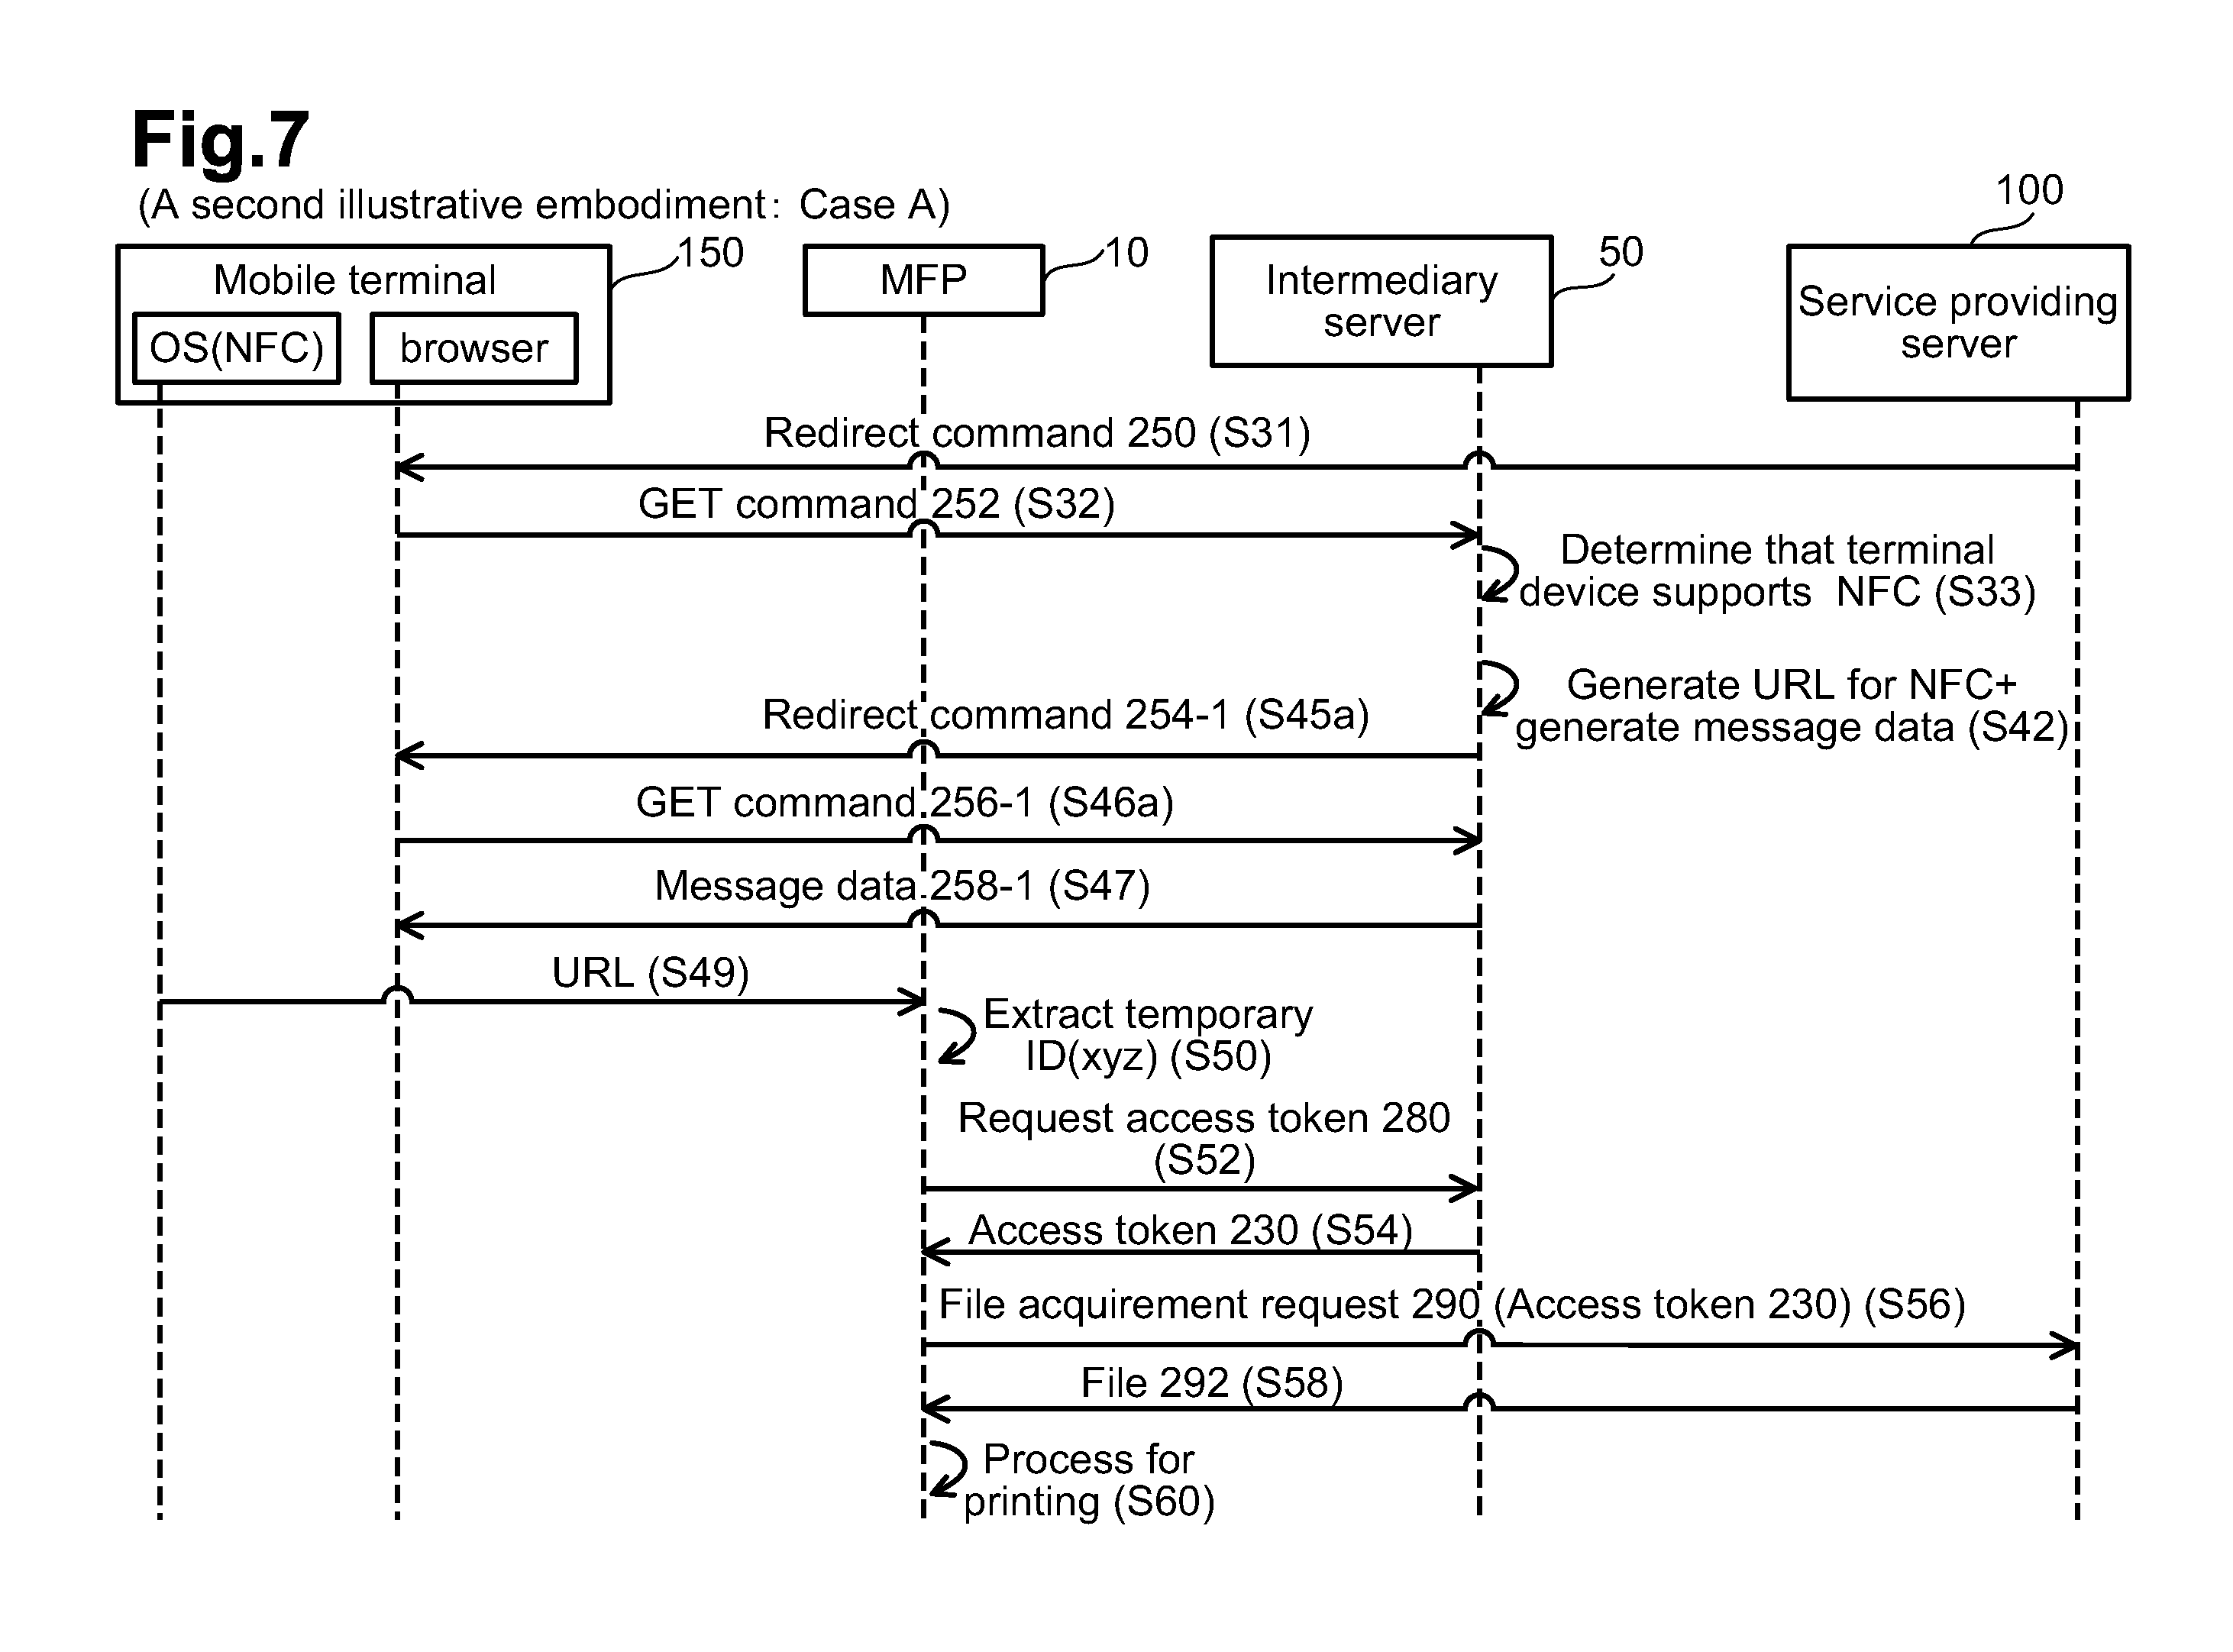 Fig.7
(A second illustrative embodiment: Case A)
150
10
50
100
Mobile terminal
OS(NFC)
browser
MFP
Intermediary
server
Service providing
server
Redirect command 250 (S31)
GET command 252 (S32)
Determine that terminal
device supports NFC (S33)
Generate URL for NFC+
generate message data (S42)
Redirect command 254-1 (S45a)
GET command 256-1 (S46a)
Message data 258-1 (S47)
URL (S49)
Extract temporary
ID(xyz) (S50)
Request access token 280
(S52)
Access token 230 (S54)
File acquirement request 290 (Access token 230) (S56)
File 292 (S58)
Process for
printing (S60)